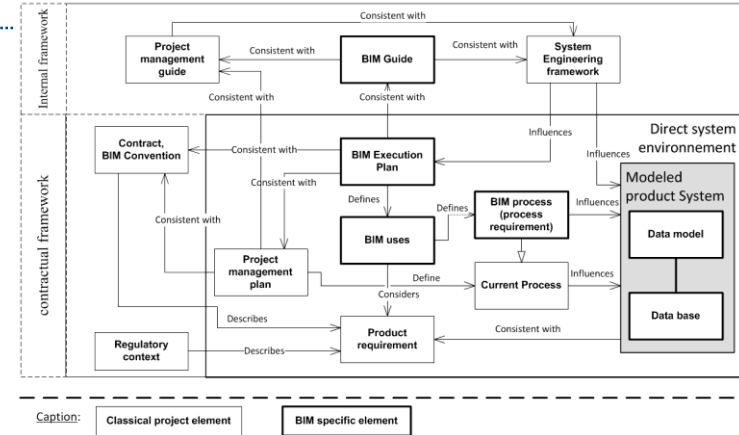 Internal framework
Consistent with
Project
management
guide
Consistent with
BIM Guide
Consistent with
System
Engineering
framework
Consistent with
Consistent with
contractual framework
Contract,
BIM Convention
Consistent with
BIM Execution
Plan
Influences
Influences
Direct system
environnement
Consistent with
Defines
Modeled
product System
Consistent with
BIM uses
Defines
BIM process
(process
requirement)
Influences
Data model
Project
management
plan
Define
Current Process
Influences
Considers
Data base
Describes
Regulatory
context
Describes
Product
requirement
Consistent with
Caption:
Classical project element
BIM specific element